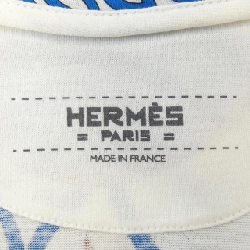 HERMÈS
= PARIS =
MADE IN FRANCE